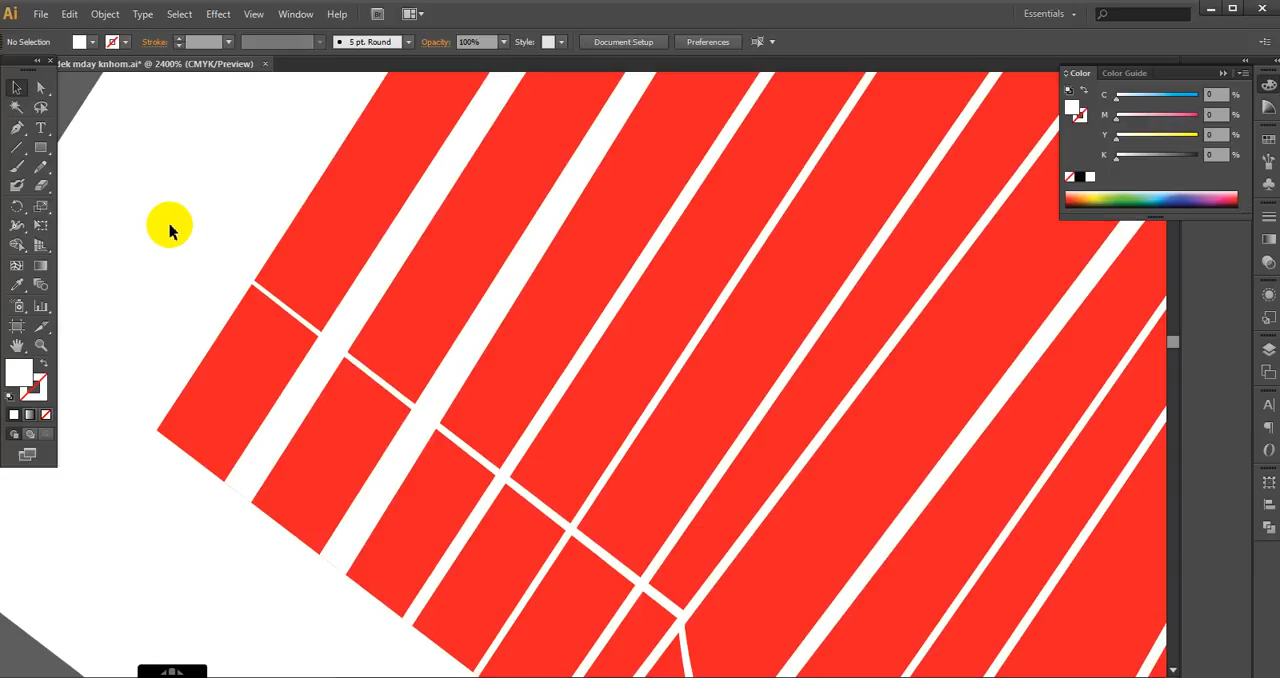 Ai File Edit Object Type Select Effect View Window Help Br Essentials
No Selection Stroke: 5 pt. Round Opacity: 100% Style: Document Setup Preferences
dek mday knhom.ai* @ 2400% (CMYK/Preview) ×
Color Color Guide
C 0 %
M 0 %
Y 0 %
K 0 %